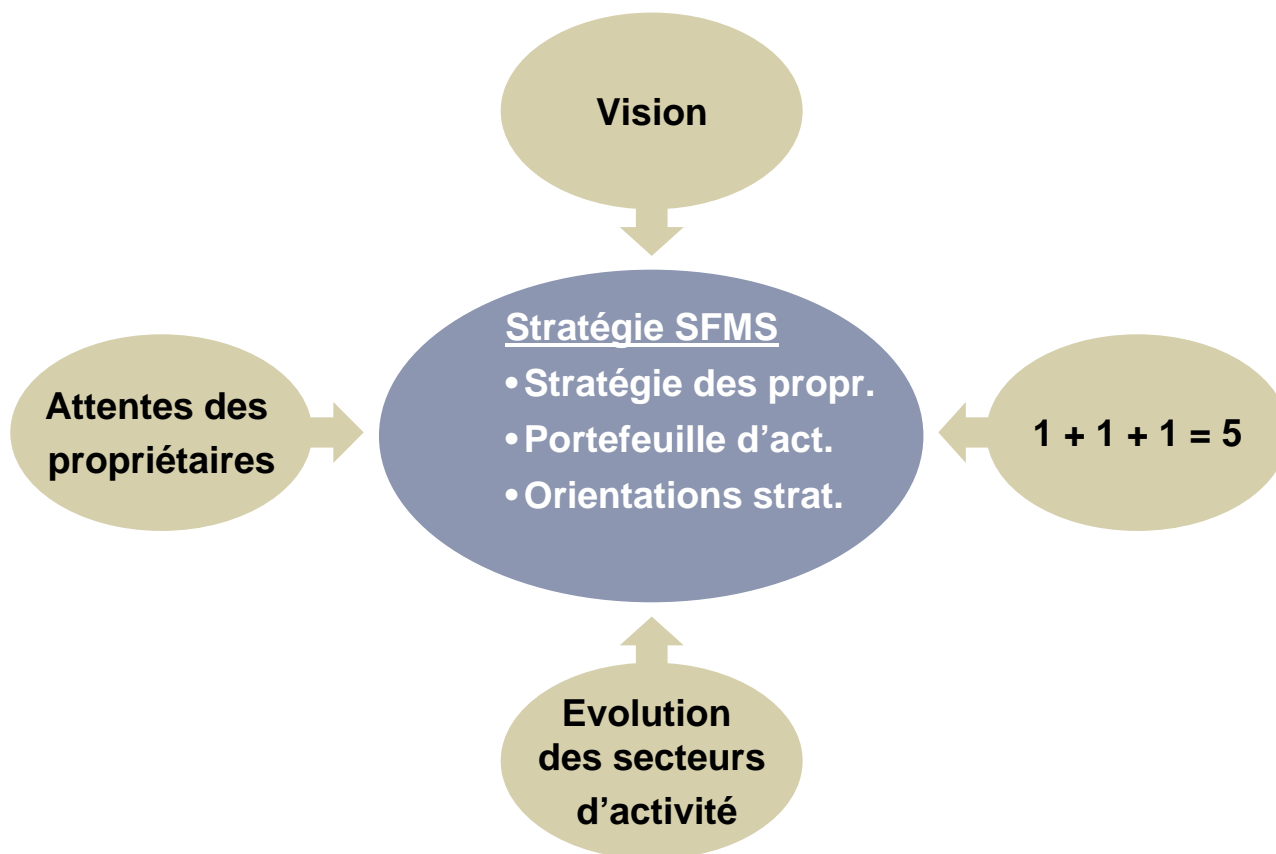 Vision
Stratégie SFMS
• Stratégie des propr.
• Portefeuille d’act.
• Orientations strat.
Attentes des
propriétaires
1 + 1 + 1 = 5
Evolution
des secteurs
d’activité